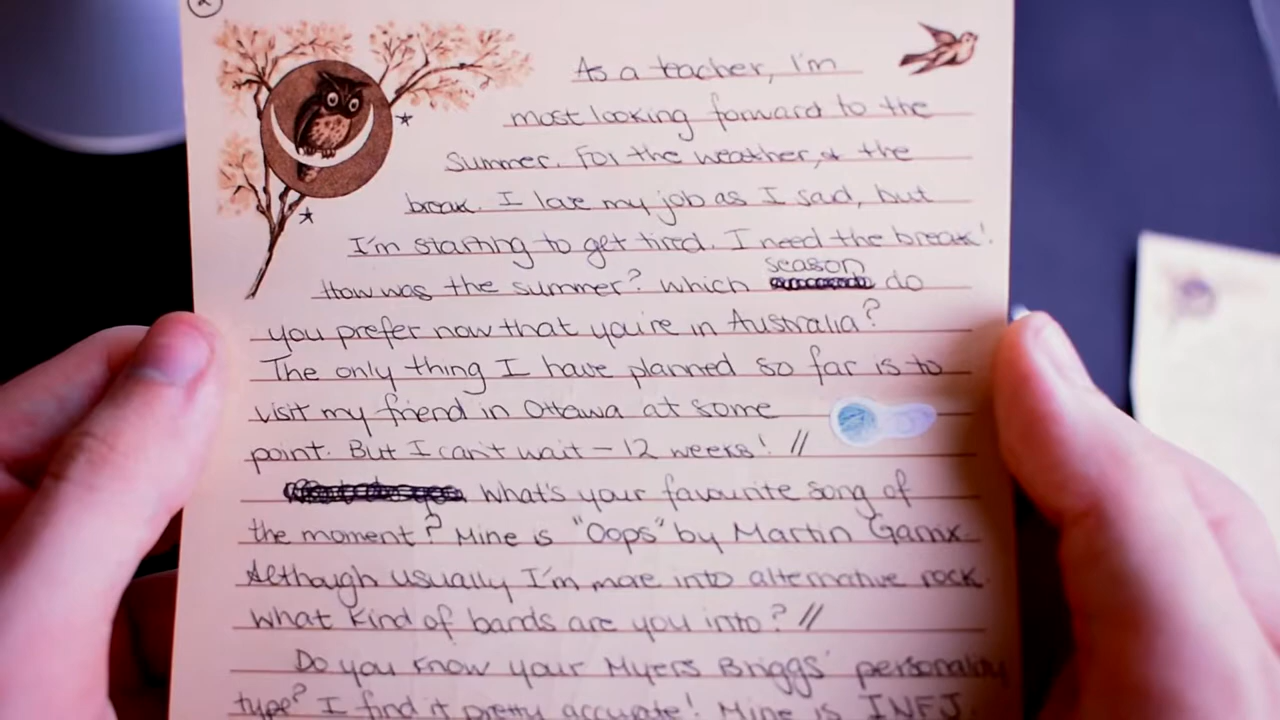 As a teacher, I'm
most looking forward to the
summer. For the weather, & the
break. I love my job as I said, but
I'm starting to get tired. I need the break!
How was the summer? Which season do
you prefer now that you're in Australia?
The only thing I have planned so far is to
visit my friend in Ottawa at some
point. But I can't wait – 12 weeks! //
What's your favourite song of
the moment? Mine is "Oops" by Martin Garrix.
Although usually I'm more into alternative rock.
What kind of bands are you into? //
Do you know your Myers Briggs' personality
type? I find it pretty accurate! Mine is INFJ